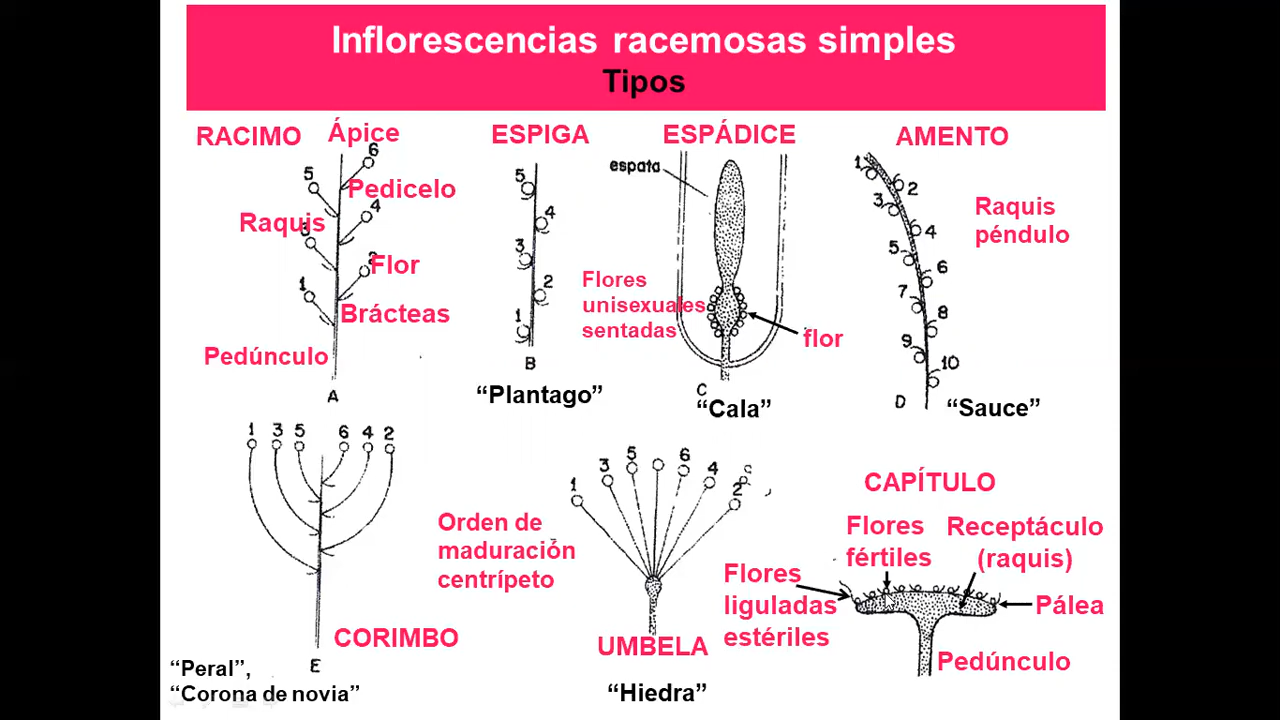 Inflorescencias racemosas simples
Tipos
RACIMO
Ápice
6
5
Pedicelo
4
Raquis
3
Flor
2
1
Brácteas
Pedúnculo
A
ESPIGA
5
4
3
2
1
B
“Plantago”
ESPÁDICE
espata
Flores
unisexuales
sentadas
flor
C
“Cala”
AMENTO
1
2
3
4
5
6
7
8
9
10
Raquis
péndulo
D
“Sauce”
1 3 5 6 4 2
CORIMBO
E
“Peral”,
“Corona de novia”
Orden de
maduración
centrípeto
1
3
5
6
4
2
UMBELA
“Hiedra”
CAPÍTULO
Flores
fértiles
Receptáculo
(raquis)
Flores
liguladas
estériles
Pálea
Pedúnculo